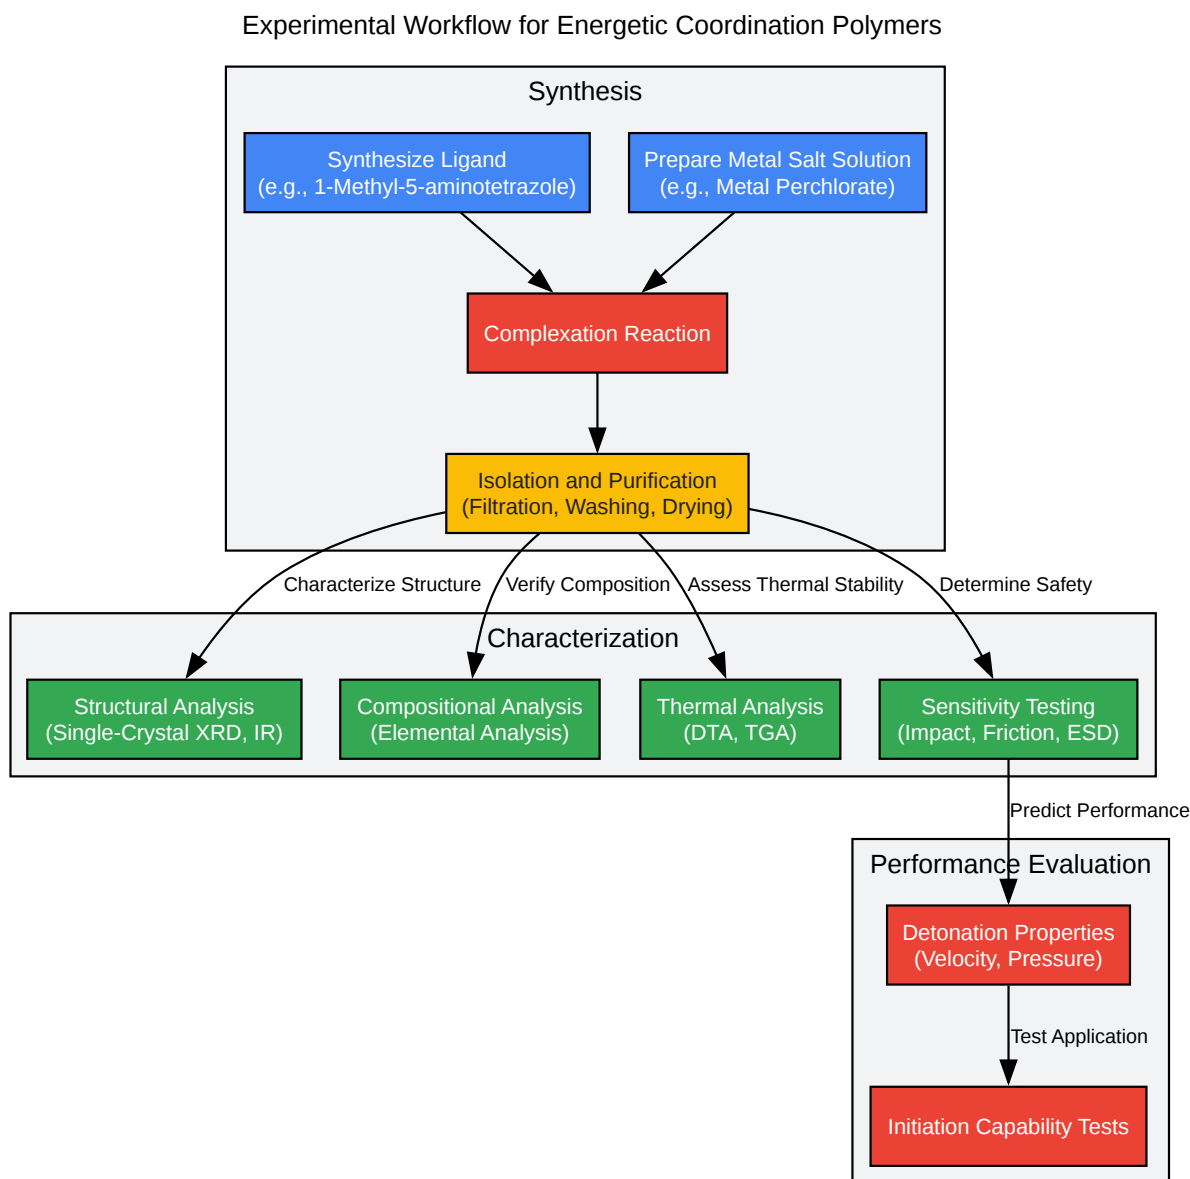 Experimental Workflow for Energetic Coordination Polymers
Synthesis
Synthesize Ligand
(e.g., 1-Methyl-5-aminotetrazole)
Prepare Metal Salt Solution
(e.g., Metal Perchlorate)
Complexation Reaction
Isolation and Purification
(Filtration, Washing, Drying)
Characterize Structure
Verify Composition
Assess Thermal Stability
Determine Safety
Characterization
Structural Analysis
(Single-Crystal XRD, IR)
Compositional Analysis
(Elemental Analysis)
Thermal Analysis
(DTA, TGA)
Sensitivity Testing
(Impact, Friction, ESD)
Predict Performance
Performance Evaluation
Detonation Properties
(Velocity, Pressure)
Test Application
Initiation Capability Tests